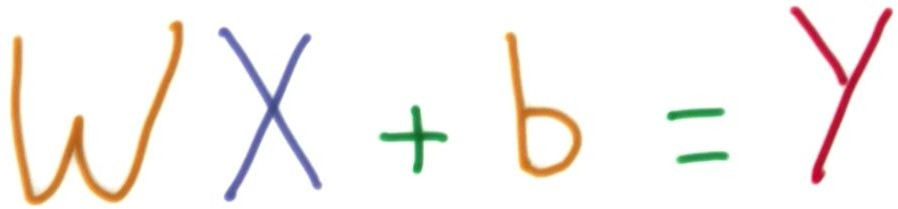 WX + b = Y